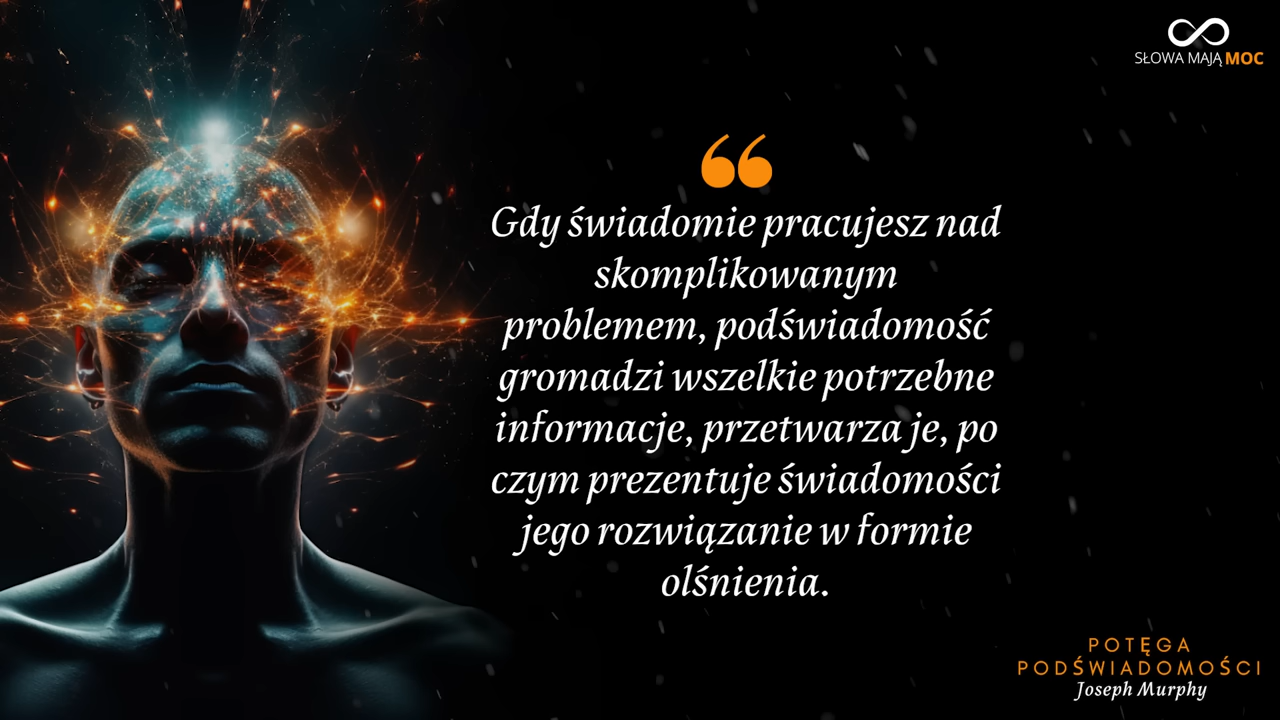 SŁOWA MAJĄ MOC
Gdy świadomie pracujesz nad
skomplikowanym
problemem, podświadomość
gromadzi wszelkie potrzebne
informacje, przetwarza je, po
czym prezentuje świadomości
jego rozwiązanie w formie
olśnienia.
POTĘGA
PODŚWIADOMOŚCI
Joseph Murphy